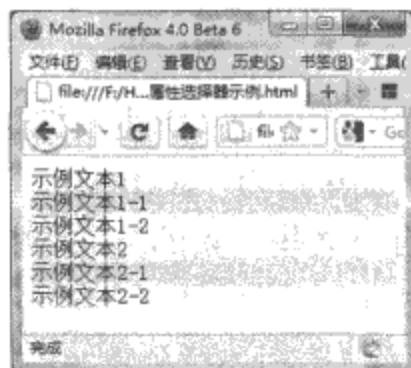 Mozilla Firefox 4.0 Beta 6
文件(F) 编辑(E) 查看(V) 历史(S) 书签(B) 工具(
file:///F:/H...属性选择器示例.html
示例文本1
示例文本1-1
示例文本1-2
示例文本2
示例文本2-1
示例文本2-2
完成